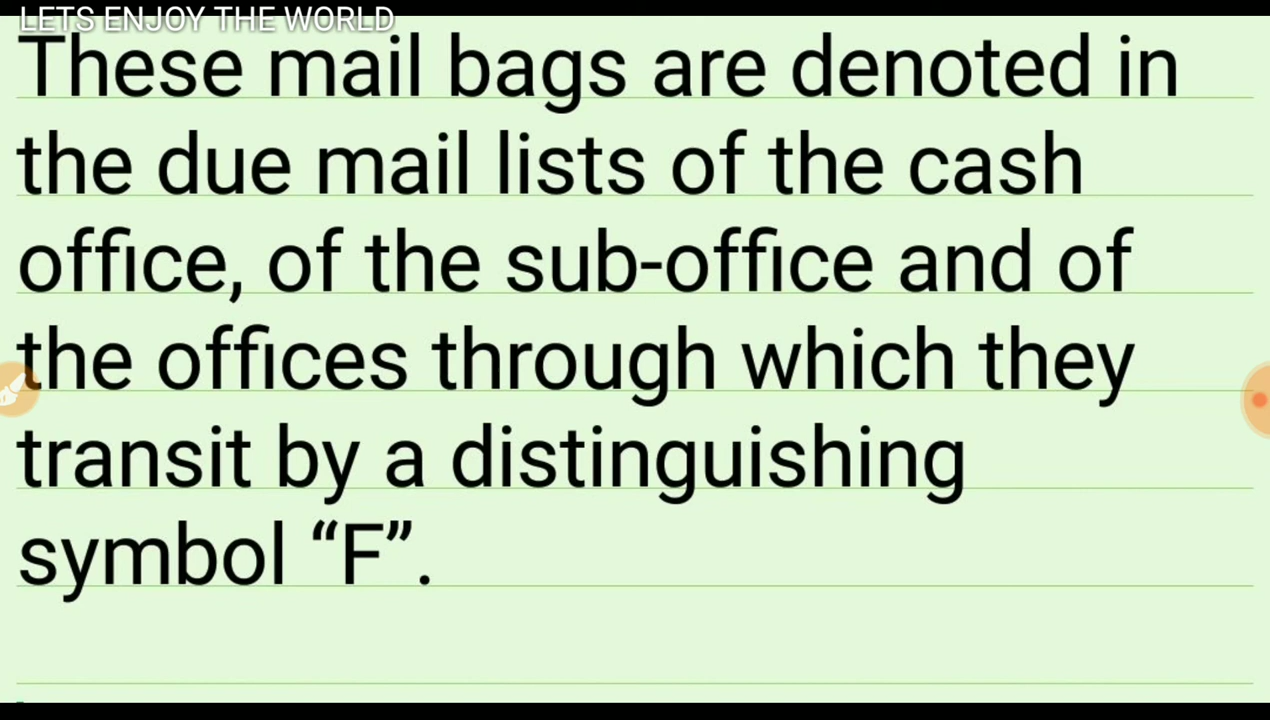 LETS ENJOY THE WORLD
These mail bags are denoted in
the due mail lists of the cash
office, of the sub-office and of
the offices through which they
transit by a distinguishing
symbol “F”.